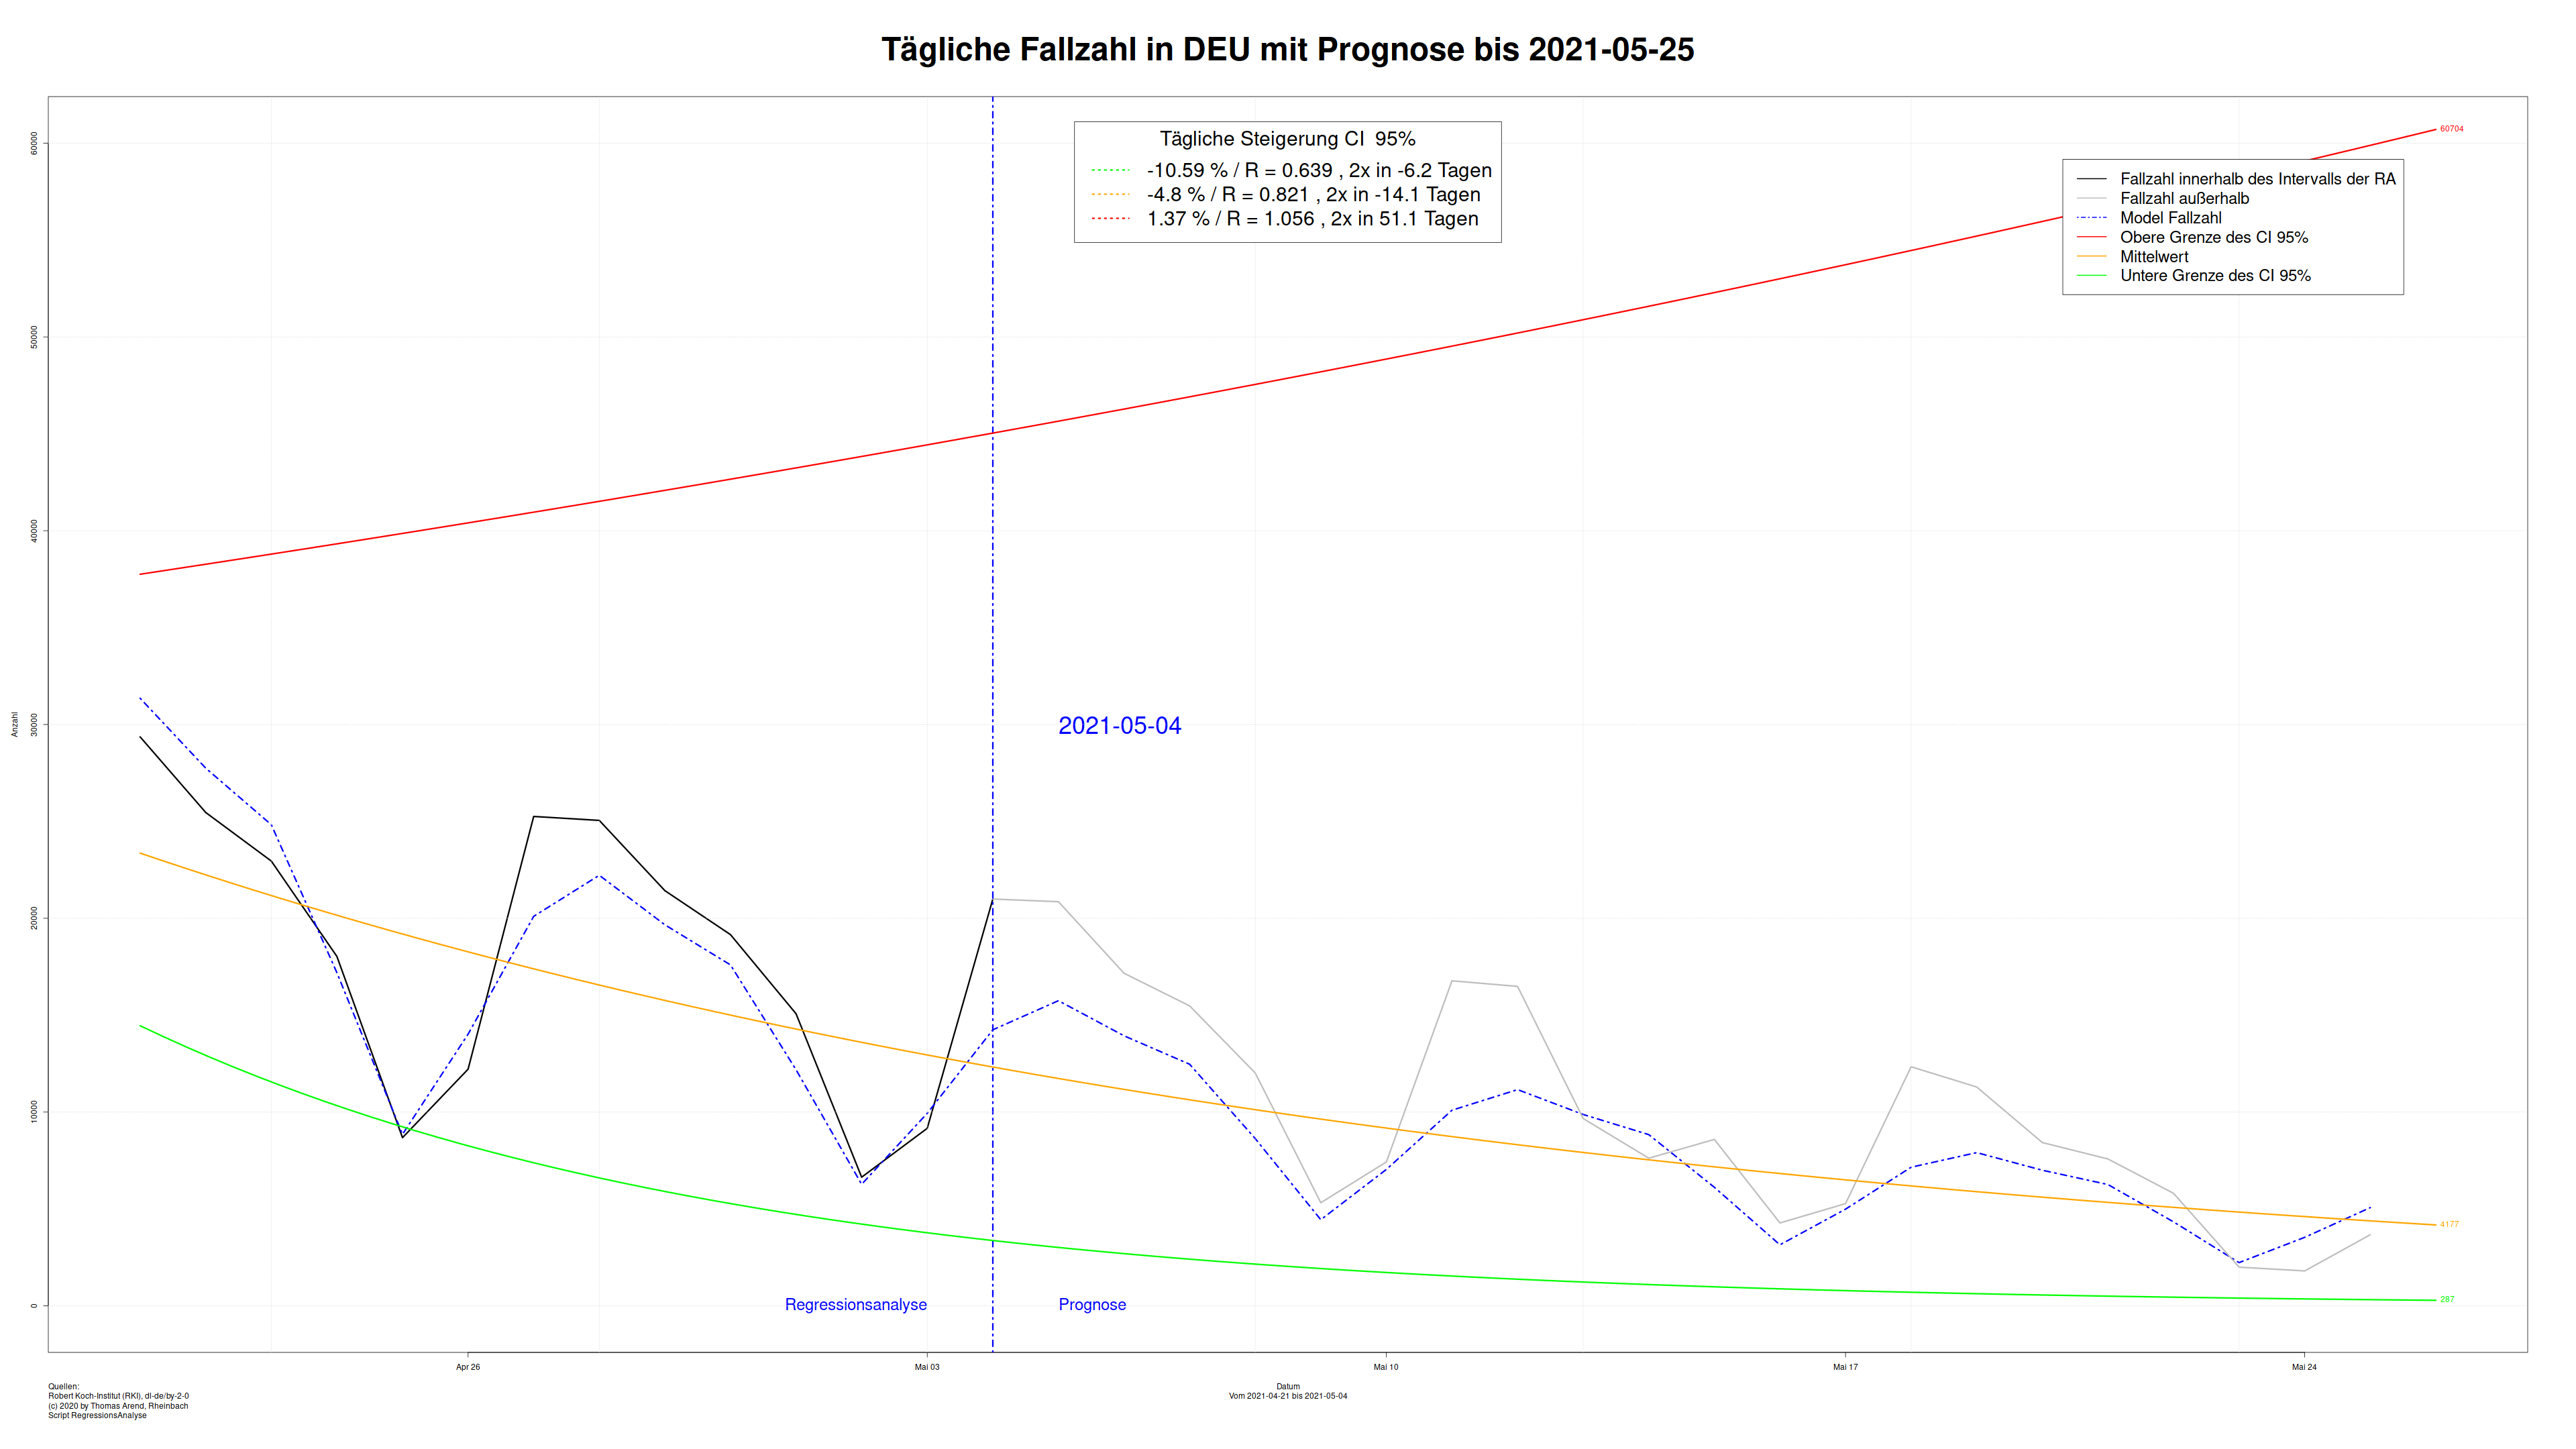 Tägliche Fallzahl in DEU mit Prognose bis 2021-05-25
Tägliche Steigerung CI  95%
-10.59 % / R = 0.639 , 2x in -6.2 Tagen
-4.8 % / R = 0.821 , 2x in -14.1 Tagen
1.37 % / R = 1.056 , 2x in 51.1 Tagen
60704
Fallzahl innerhalb des Intervalls der RA
Fallzahl außerhalb
Model Fallzahl
Obere Grenze des CI 95%
Mittelwert
Untere Grenze des CI 95%
60000
50000
40000
30000
20000
10000
0
Anzahl
2021-05-04
4177
287
Regressionsanalyse
Prognose
Apr 26
Mai 03
Mai 10
Mai 17
Mai 24
Datum
Vom 2021-04-21 bis 2021-05-04
Quellen:
Robert Koch-Institut (RKI), dl-de/by-2-0
(c) 2020 by Thomas Arend, Rheinbach
Script RegressionsAnalyse